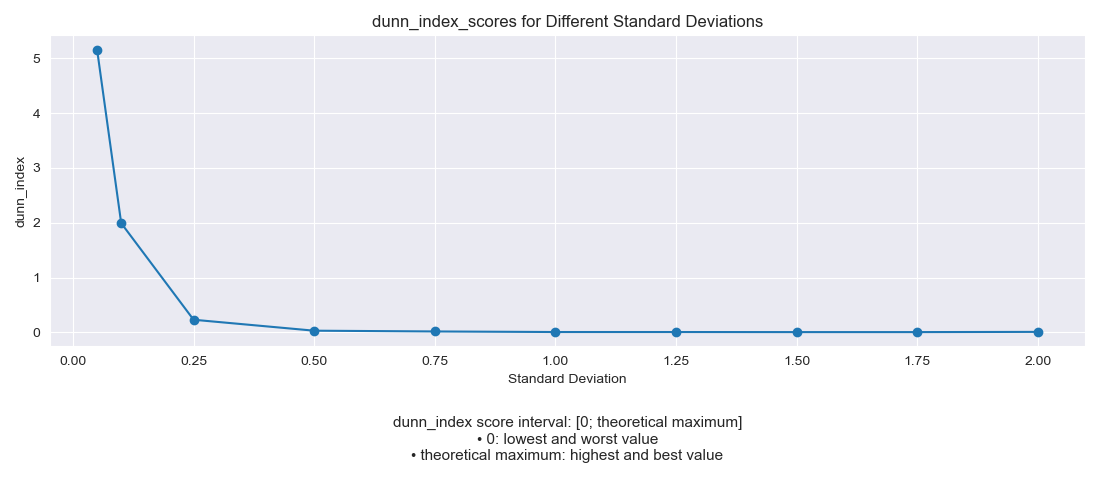 dunn_index_scores for Different Standard Deviations
dunn_index
5
4
3
2
1
0
0.00 0.25 0.50 0.75 1.00 1.25 1.50 1.75 2.00
Standard Deviation
dunn_index score interval: [0; theoretical maximum]
• 0: lowest and worst value
• theoretical maximum: highest and best value